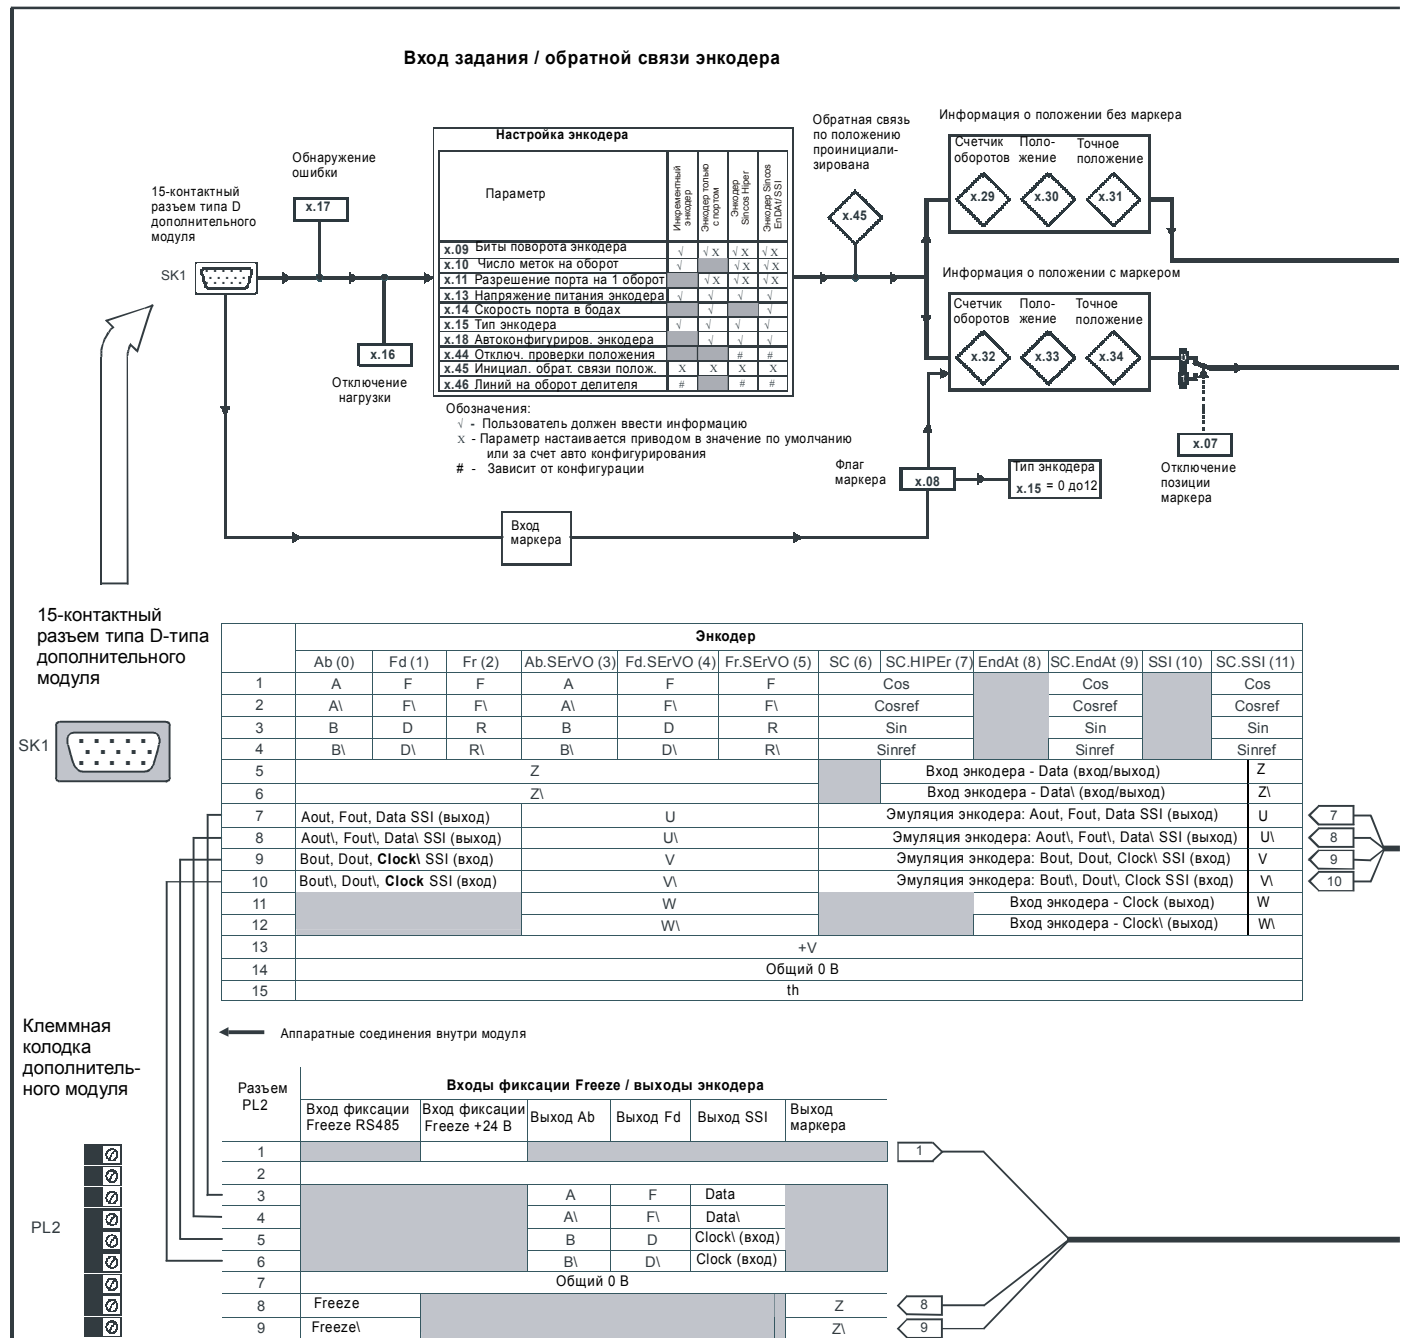 Вход задания / обратной связи энкодера
15-контактный
разъем типа D
дополнительного
модуля
SK1
Обнаружение
ошибки
x.17
x.16
Отключение
нагрузки
Настройка энкодера
Параметр
Инкрементный
энкодер
Энкодер только
с портом
Энкодер
Sincos Hiper
Энкодер Sincos
EnDAt/SSI
x.09 Биты поворота энкодера √ √ X √ X √ X
x.10 Число меток на оборот √ √ X √ X
x.11 Разрешение порта на 1 оборот √ X √ X √ X
x.13 Напряжение питания энкодера √ √ √ √
x.14 Скорость порта в бодах √ √
x.15 Тип энкодера √ √ √ √
x.18 Автоконфигуриров. энкодера √ √ √
x.44 Отключ. проверки положения # #
x.45 Инициал. обрат. связи полож. X X X X
x.46 Линий на оборот делителя # # #
Обозначения:
√ - Пользователь должен ввести информацию
X - Параметр настаивается приводом в значение по умолчанию
или за счет авто конфигурирования
# - Зависит от конфигурации
Обратная связь
по положению
проинициали-
зирована
x.45
Информация о положении без маркера
Счетчик
оборотов
Поло-
жение
Точное
положение
x.29
x.30
x.31
Информация о положении с маркером
Счетчик
оборотов
Поло-
жение
Точное
положение
x.32
x.33
x.34
x.07
Отключение
позиции
маркера
Флаг
маркера
x.08
Тип энкодера
x.15 = 0 до12
Вход
маркера
15-контактный
разъем типа D-типа
дополнительного
модуля
SK1
Энкодер
Ab (0) Fd (1) Fr (2) Ab.SErVO (3) Fd.SErVO (4) Fr.SErVO (5) SC (6) SC.HIPEr (7) EndAt (8) SC.EndAt (9) SSI (10) SC.SSI (11)
1 A F F A F F Cos Cos Cos
2 A\ F\ F\ A\ F\ F\ Cosref Cosref Cosref
3 B D R B D R Sin Sin Sin
4 B\ D\ R\ B\ D\ R\ Sinref Sinref Sinref
5 Z Вход энкодера - Data (вход/выход) Z
6 Z\ Вход энкодера - Data\ (вход/выход) Z\
7 Aout, Fout, Data SSI (выход) U Эмуляция энкодера: Aout, Fout, Data SSI (выход) U 7
8 Aout\, Fout\, Data\ SSI (выход) U\ Эмуляция энкодера: Aout\, Fout\, Data\ SSI (выход) U\ 8
9 Bout, Dout, Clock\ SSI (вход) V Эмуляция энкодера: Bout, Dout, Clock\ SSI (вход) V 9
10 Bout\, Dout\, Clock SSI (вход) V\ Эмуляция энкодера: Bout\, Dout\, Clock SSI (вход) V\ 10
11 W Вход энкодера - Clock (выход) W
12 W\ Вход энкодера - Clock\ (выход) W\
13 +V
14 Общий 0 В
15 th
Аппаратные соединения внутри модуля
Клеммная
колодка
дополнитель-
ного модуля
PL2
Разъем
PL2
Входы фиксации Freeze / выходы энкодера
Вход фиксации
Freeze RS485
Вход фиксации
Freeze +24 В
Выход Ab
Выход Fd
Выход SSI
Выход
маркера
1 1
2
3 A F Data
4 A\ F\ Data\
5 B D Clock\ (вход)
6 B\ D\ Clock (вход)
7 Общий 0 В
8 Freeze Z 8
9 Freeze\ Z\ 9